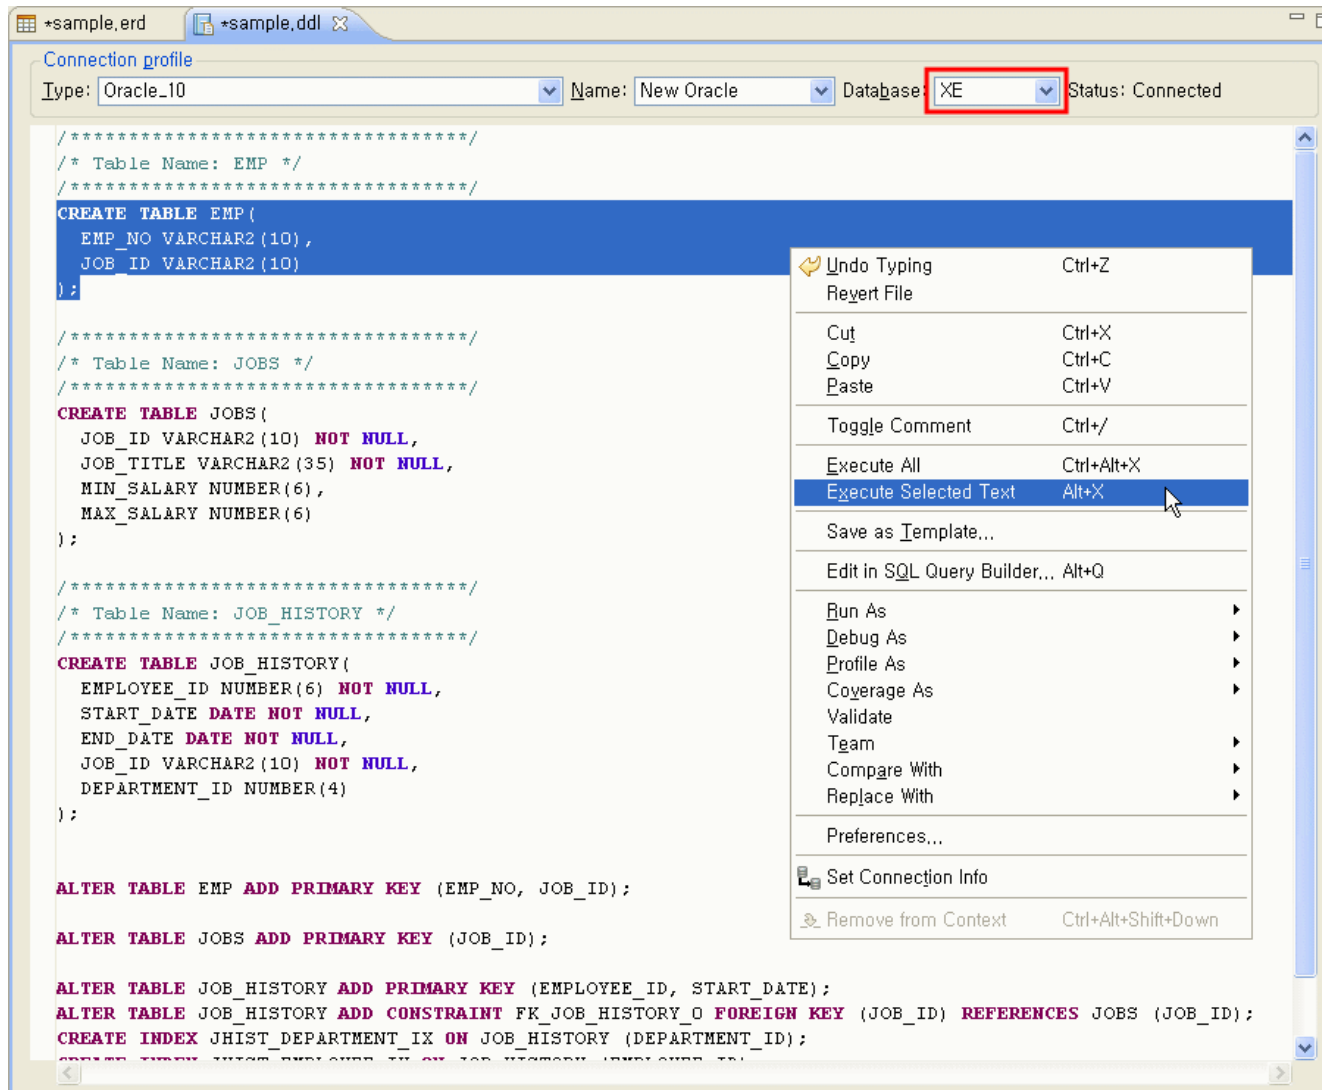 *sample.erd
*sample.ddl
Connection profile
Type: Oracle_10 Name: New Oracle Database: XE Status: Connected
/**********************************/
/* Table Name: EMP */
/**********************************/
CREATE TABLE EMP(
EMP_NO VARCHAR2(10),
JOB_ID VARCHAR2(10)
);
/**********************************/
/* Table Name: JOBS */
/**********************************/
CREATE TABLE JOBS(
JOB_ID VARCHAR2(10) NOT NULL,
JOB_TITLE VARCHAR2(35) NOT NULL,
MIN_SALARY NUMBER(6),
MAX_SALARY NUMBER(6)
);
/**********************************/
/* Table Name: JOB_HISTORY */
/**********************************/
CREATE TABLE JOB_HISTORY(
EMPLOYEE_ID NUMBER(6) NOT NULL,
START_DATE DATE NOT NULL,
END_DATE DATE NOT NULL,
JOB_ID VARCHAR2(10) NOT NULL,
DEPARTMENT_ID NUMBER(4)
);
ALTER TABLE EMP ADD PRIMARY KEY (EMP_NO, JOB_ID);
ALTER TABLE JOBS ADD PRIMARY KEY (JOB_ID);
ALTER TABLE JOB_HISTORY ADD PRIMARY KEY (EMPLOYEE_ID, START_DATE);
ALTER TABLE JOB_HISTORY ADD CONSTRAINT FK_JOB_HISTORY_0 FOREIGN KEY (JOB_ID) REFERENCES JOBS (JOB_ID);
CREATE INDEX JHIST_DEPARTMENT_IX ON JOB_HISTORY (DEPARTMENT_ID);
CREATE INDEX JHIST_EMPLOYEE_IX ON JOB_HISTORY (EMPLOYEE_ID)
Undo Typing Ctrl+Z
Revert File
Cut Ctrl+X
Copy Ctrl+C
Paste Ctrl+V
Toggle Comment Ctrl+/
Execute All Ctrl+Alt+X
Execute Selected Text Alt+X
Save as Template...
Edit in SQL Query Builder... Alt+Q
Run As
Debug As
Profile As
Coverage As
Validate
Team
Compare With
Replace With
Preferences...
Set Connection Info
Remove from Context Ctrl+Alt+Shift+Down